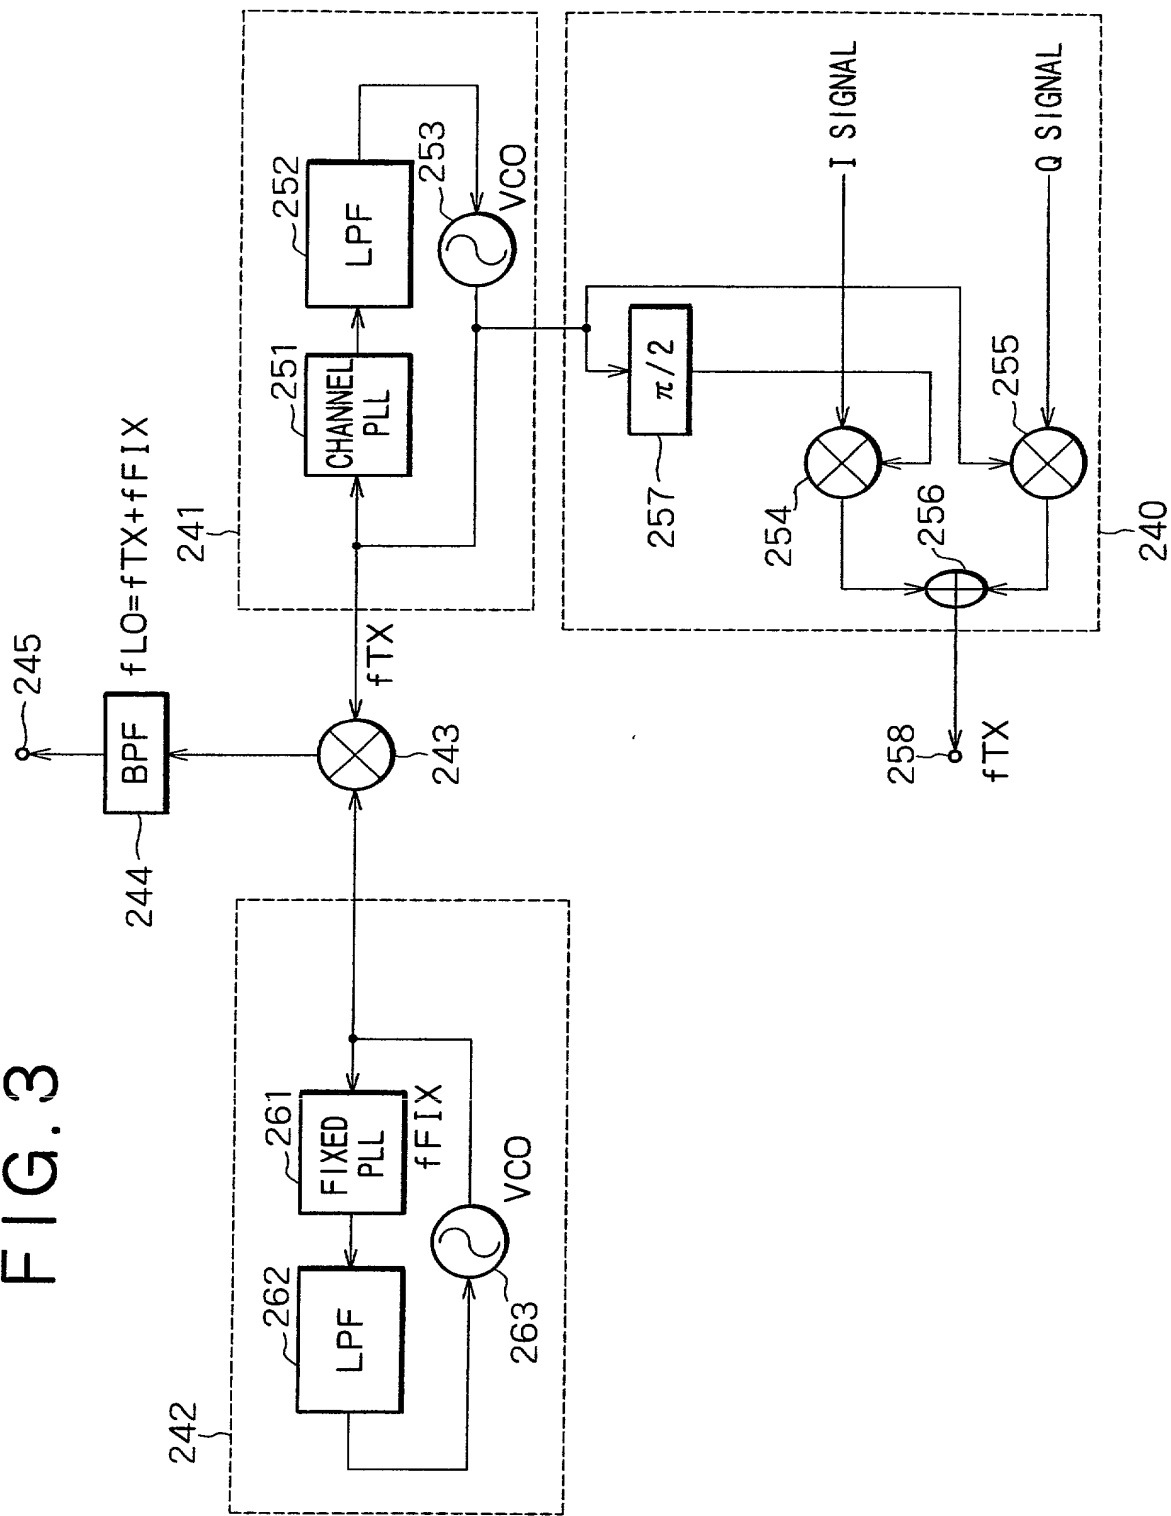 FIG.3
242
262
LPF
261
FIXED
PLL
fFIX
263
VCO
244
BPF
245
fLO=fTX+fFIX
243
fTX
241
251
CHANNEL
PLL
252
LPF
253
VCO
240
257
π/2
254
255
256
I SIGNAL
Q SIGNAL
258
fTX